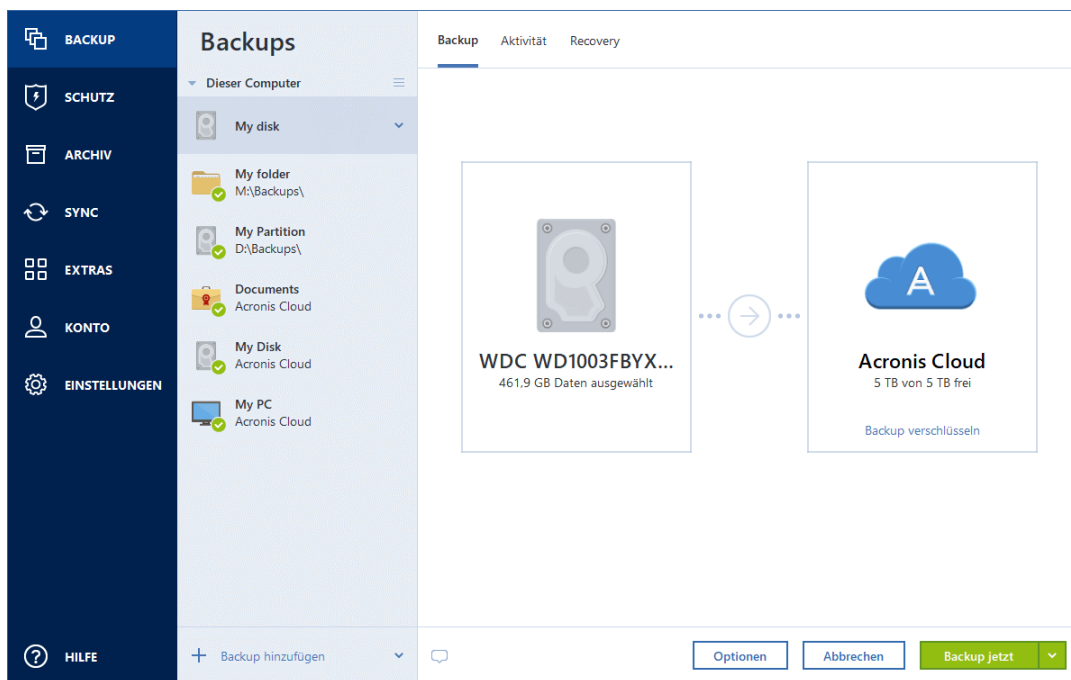 BACKUP
SCHUTZ
ARCHIV
SYNC
EXTRAS
KONTO
EINSTELLUNGEN
HILFE
Backups
Dieser Computer
My disk
My folder
M:\Backups\
My Partition
D:\Backups\
Documents
Acronis Cloud
My Disk
Acronis Cloud
My PC
Acronis Cloud
Backup hinzufügen
Backup Aktivität Recovery
WDC WD1003FBYX...
461,9 GB Daten ausgewählt
A
Acronis Cloud
5 TB von 5 TB frei
Backup verschlüsseln
Optionen Abbrechen Backup jetzt